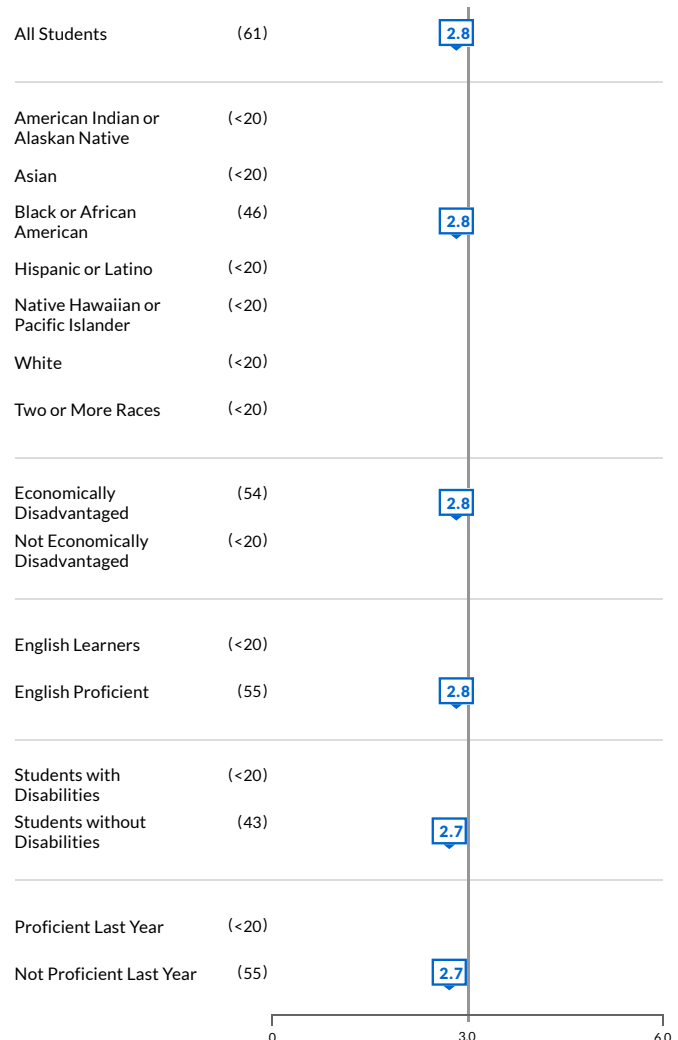 All Students (61) 2.8
American Indian or (<20)
Alaskan Native
Asian (<20)
Black or African (46) 2.8
American
Hispanic or Latino (<20)
Native Hawaiian or (<20)
Pacific Islander
White (<20)
Two or More Races (<20)
Economically (54) 2.8
Disadvantaged
Not Economically (<20)
Disadvantaged
English Learners (<20)
English Proficient (55) 2.8
Students with (<20)
Disabilities
Students without (43) 2.7
Disabilities
Proficient Last Year (<20)
Not Proficient Last Year (55) 2.7
0 3.0 6.0